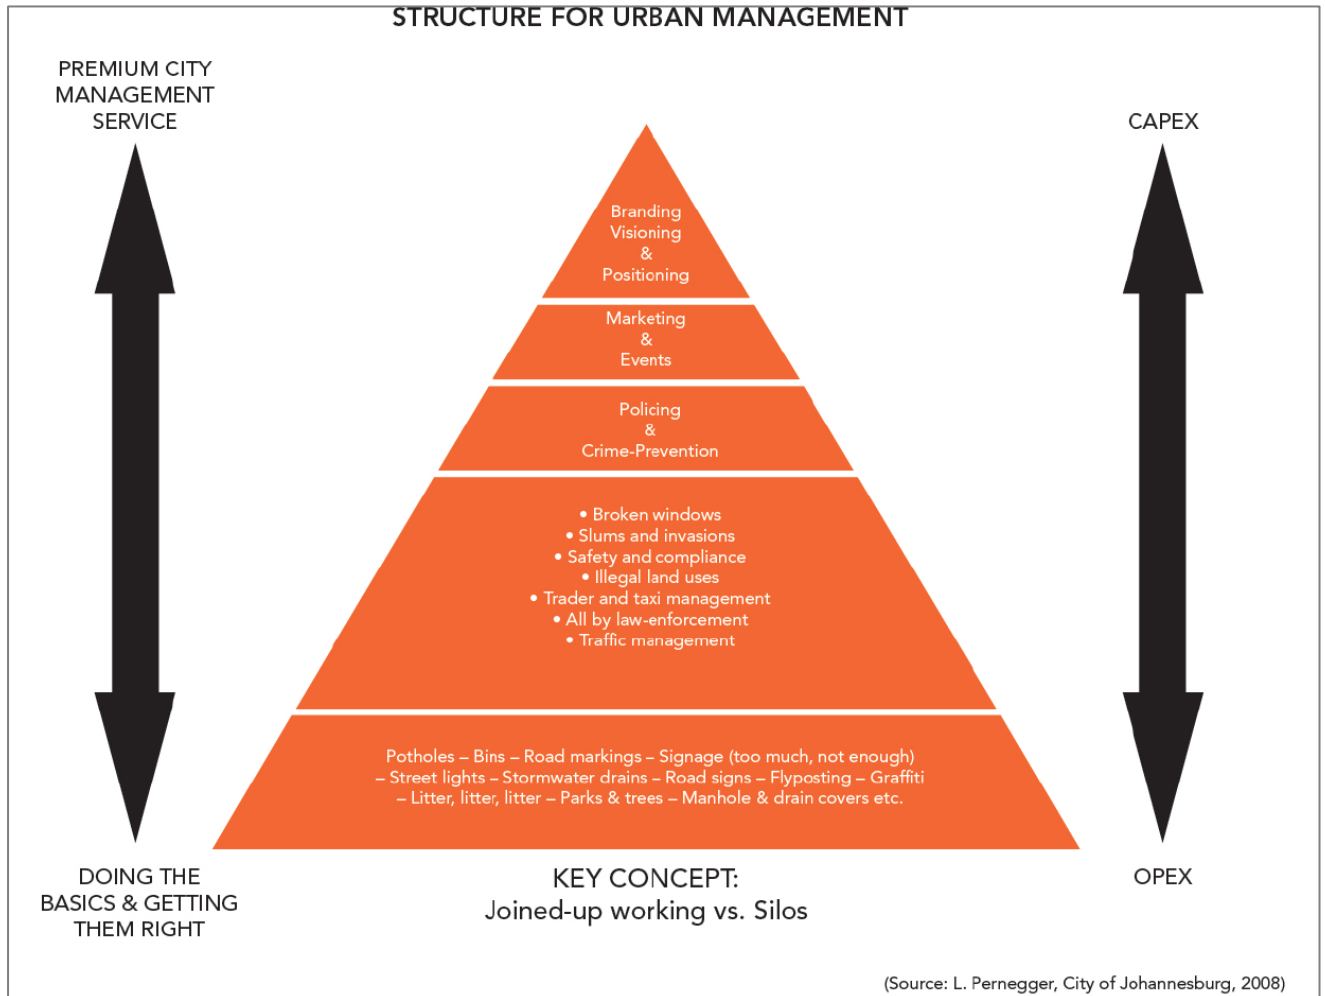 STRUCTURE FOR URBAN MANAGEMENT
PREMIUM CITY
MANAGEMENT
SERVICE
CAPEX
Branding
Visioning
&
Positioning
Marketing
&
Events
Policing
&
Crime-Prevention
• Broken windows
• Slums and invasions
• Safety and compliance
• Illegal land uses
• Trader and taxi management
• All by law-enforcement
• Traffic management
Potholes – Bins – Road markings – Signage (too much, not enough)
– Street lights – Stormwater drains – Road signs – Flyposting – Graffiti
– Litter, litter, litter – Parks & trees – Manhole & drain covers etc.
DOING THE
BASICS & GETTING
THEM RIGHT
KEY CONCEPT:
Joined-up working vs. Silos
OPEX
(Source: L. Pernegger, City of Johannesburg, 2008)